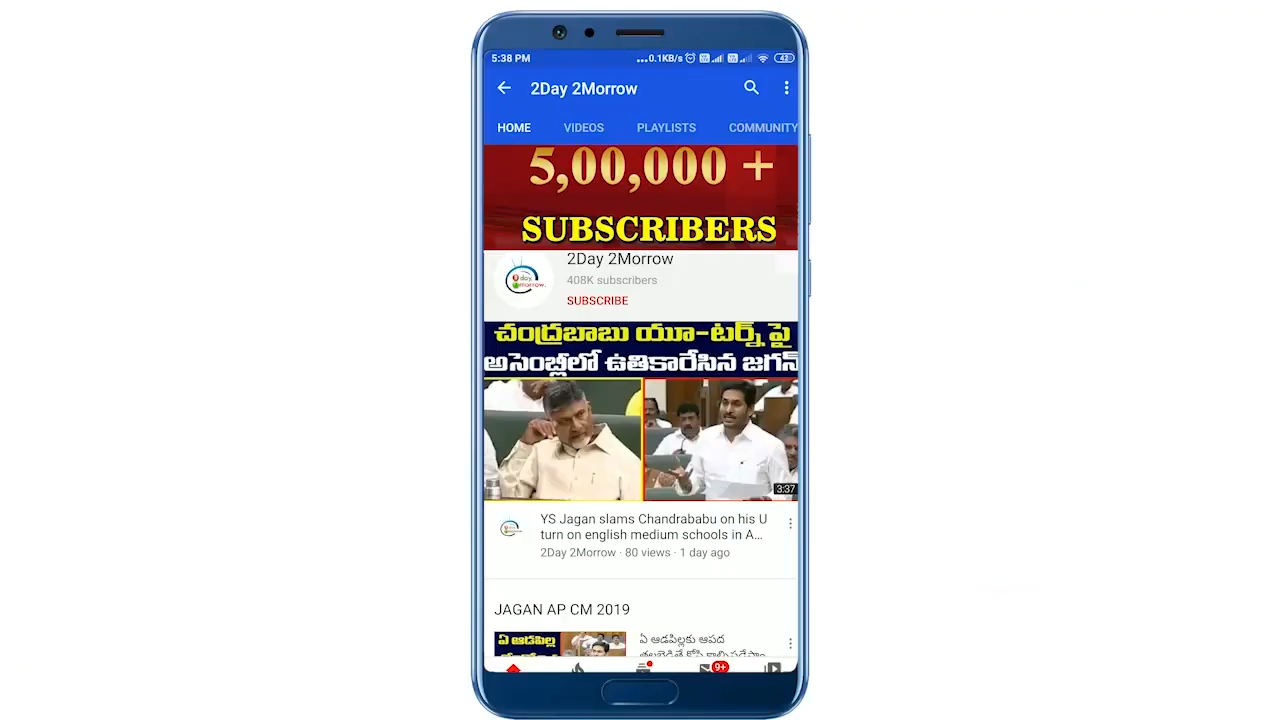 5:38 PM
...0.1KB/s
42
2Day 2Morrow
HOME
VIDEOS
PLAYLISTS
COMMUNITY
5,00,000 +
SUBSCRIBERS
2Day 2Morrow
408K subscribers
SUBSCRIBE
చంద్రబాబు యూ-టర్న్ పై
అసెంబ్లీలో ఉతికారేసిన జగన్
3:37
YS Jagan slams Chandrababu on his U
turn on english medium schools in A...
2Day 2Morrow · 80 views · 1 day ago
JAGAN AP CM 2019
ఏ ఆడపిల్ల
ఏ ఆడపిల్లకు ఆపద
9+